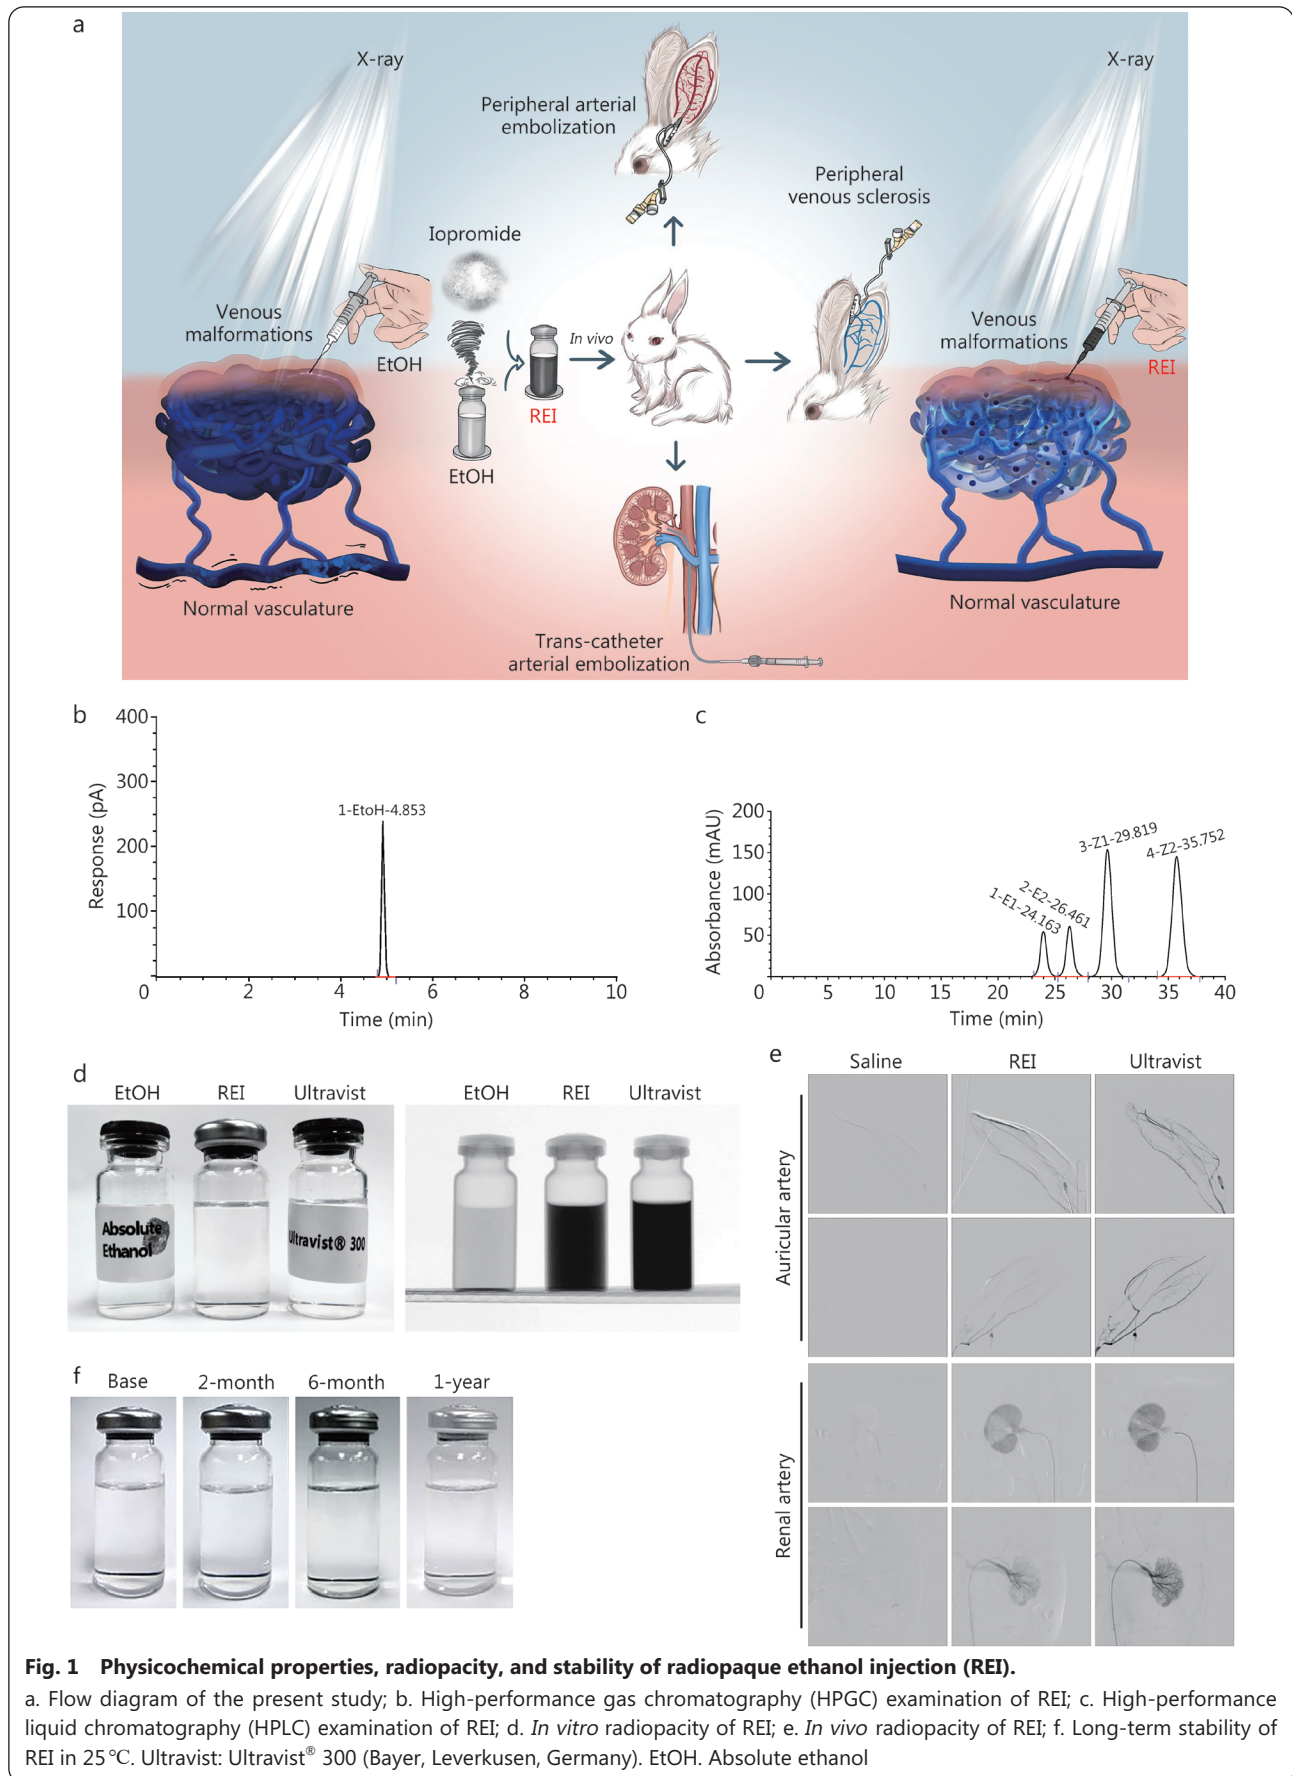 a
X-ray
X-ray
Peripheral arterial
embolization
Peripheral
venous sclerosis
Iopromide
Venous
malformations
EtOH
In vivo
REI
EtOH
Venous
malformations
REI
Normal vasculature
Trans-catheter
arterial embolization
Normal vasculature
b
400
300
200
100
Response (pA)
1-EtoH-4.853
0 2 4 6 8 10
Time (min)
c
200
150
100
50
Absorbance (mAU)
1-E1-24.163
2-E2-26.461
3-Z1-29.819
4-Z2-35.752
0 5 10 15 20 25 30 35 40
Time (min)
d
EtOH REI Ultravist
Absolute
Ethanol
Ultravist® 300
EtOH REI Ultravist
e
Saline REI Ultravist
Auricular artery
Renal artery
f
Base 2-month 6-month 1-year
Fig. 1 Physicochemical properties, radiopacity, and stability of radiopaque ethanol injection (REI).
a. Flow diagram of the present study; b. High-performance gas chromatography (HPGC) examination of REI; c. High-performance
liquid chromatography (HPLC) examination of REI; d. In vitro radiopacity of REI; e. In vivo radiopacity of REI; f. Long-term stability of
REI in 25 ℃. Ultravist: Ultravist® 300 (Bayer, Leverkusen, Germany). EtOH. Absolute ethanol